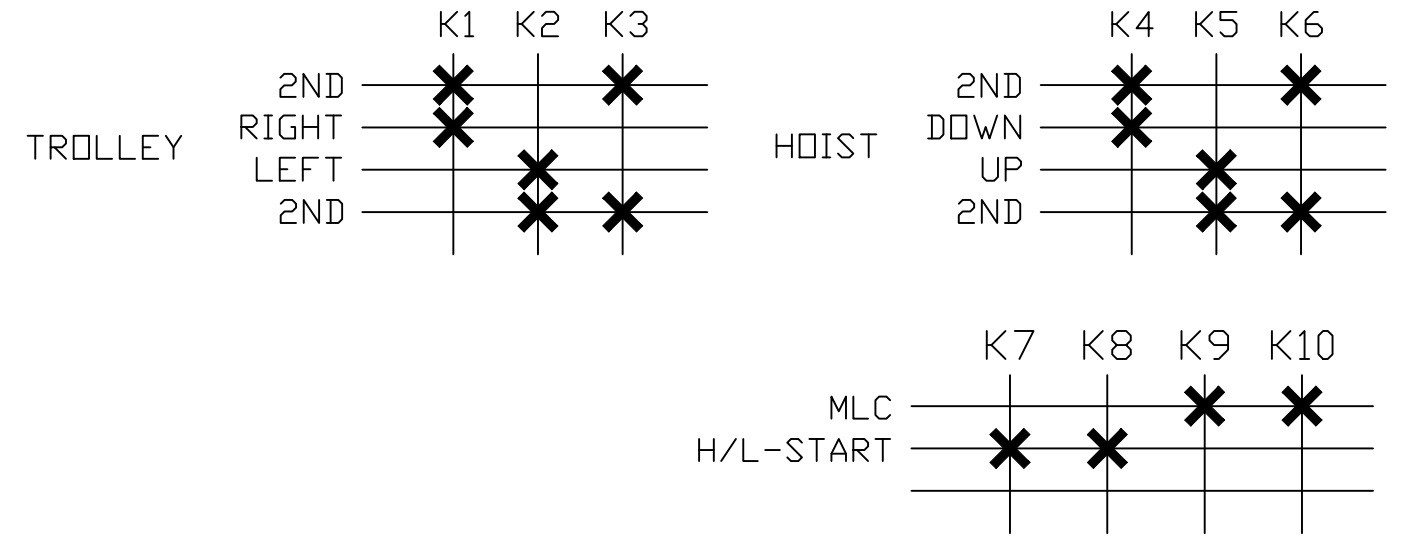 K1 K2 K3
2ND
RIGHT
TROLLEY
LEFT
2ND
K4 K5 K6
2ND
DOWN
HOIST
UP
2ND
K7 K8 K9 K10
MLC
H/L-START